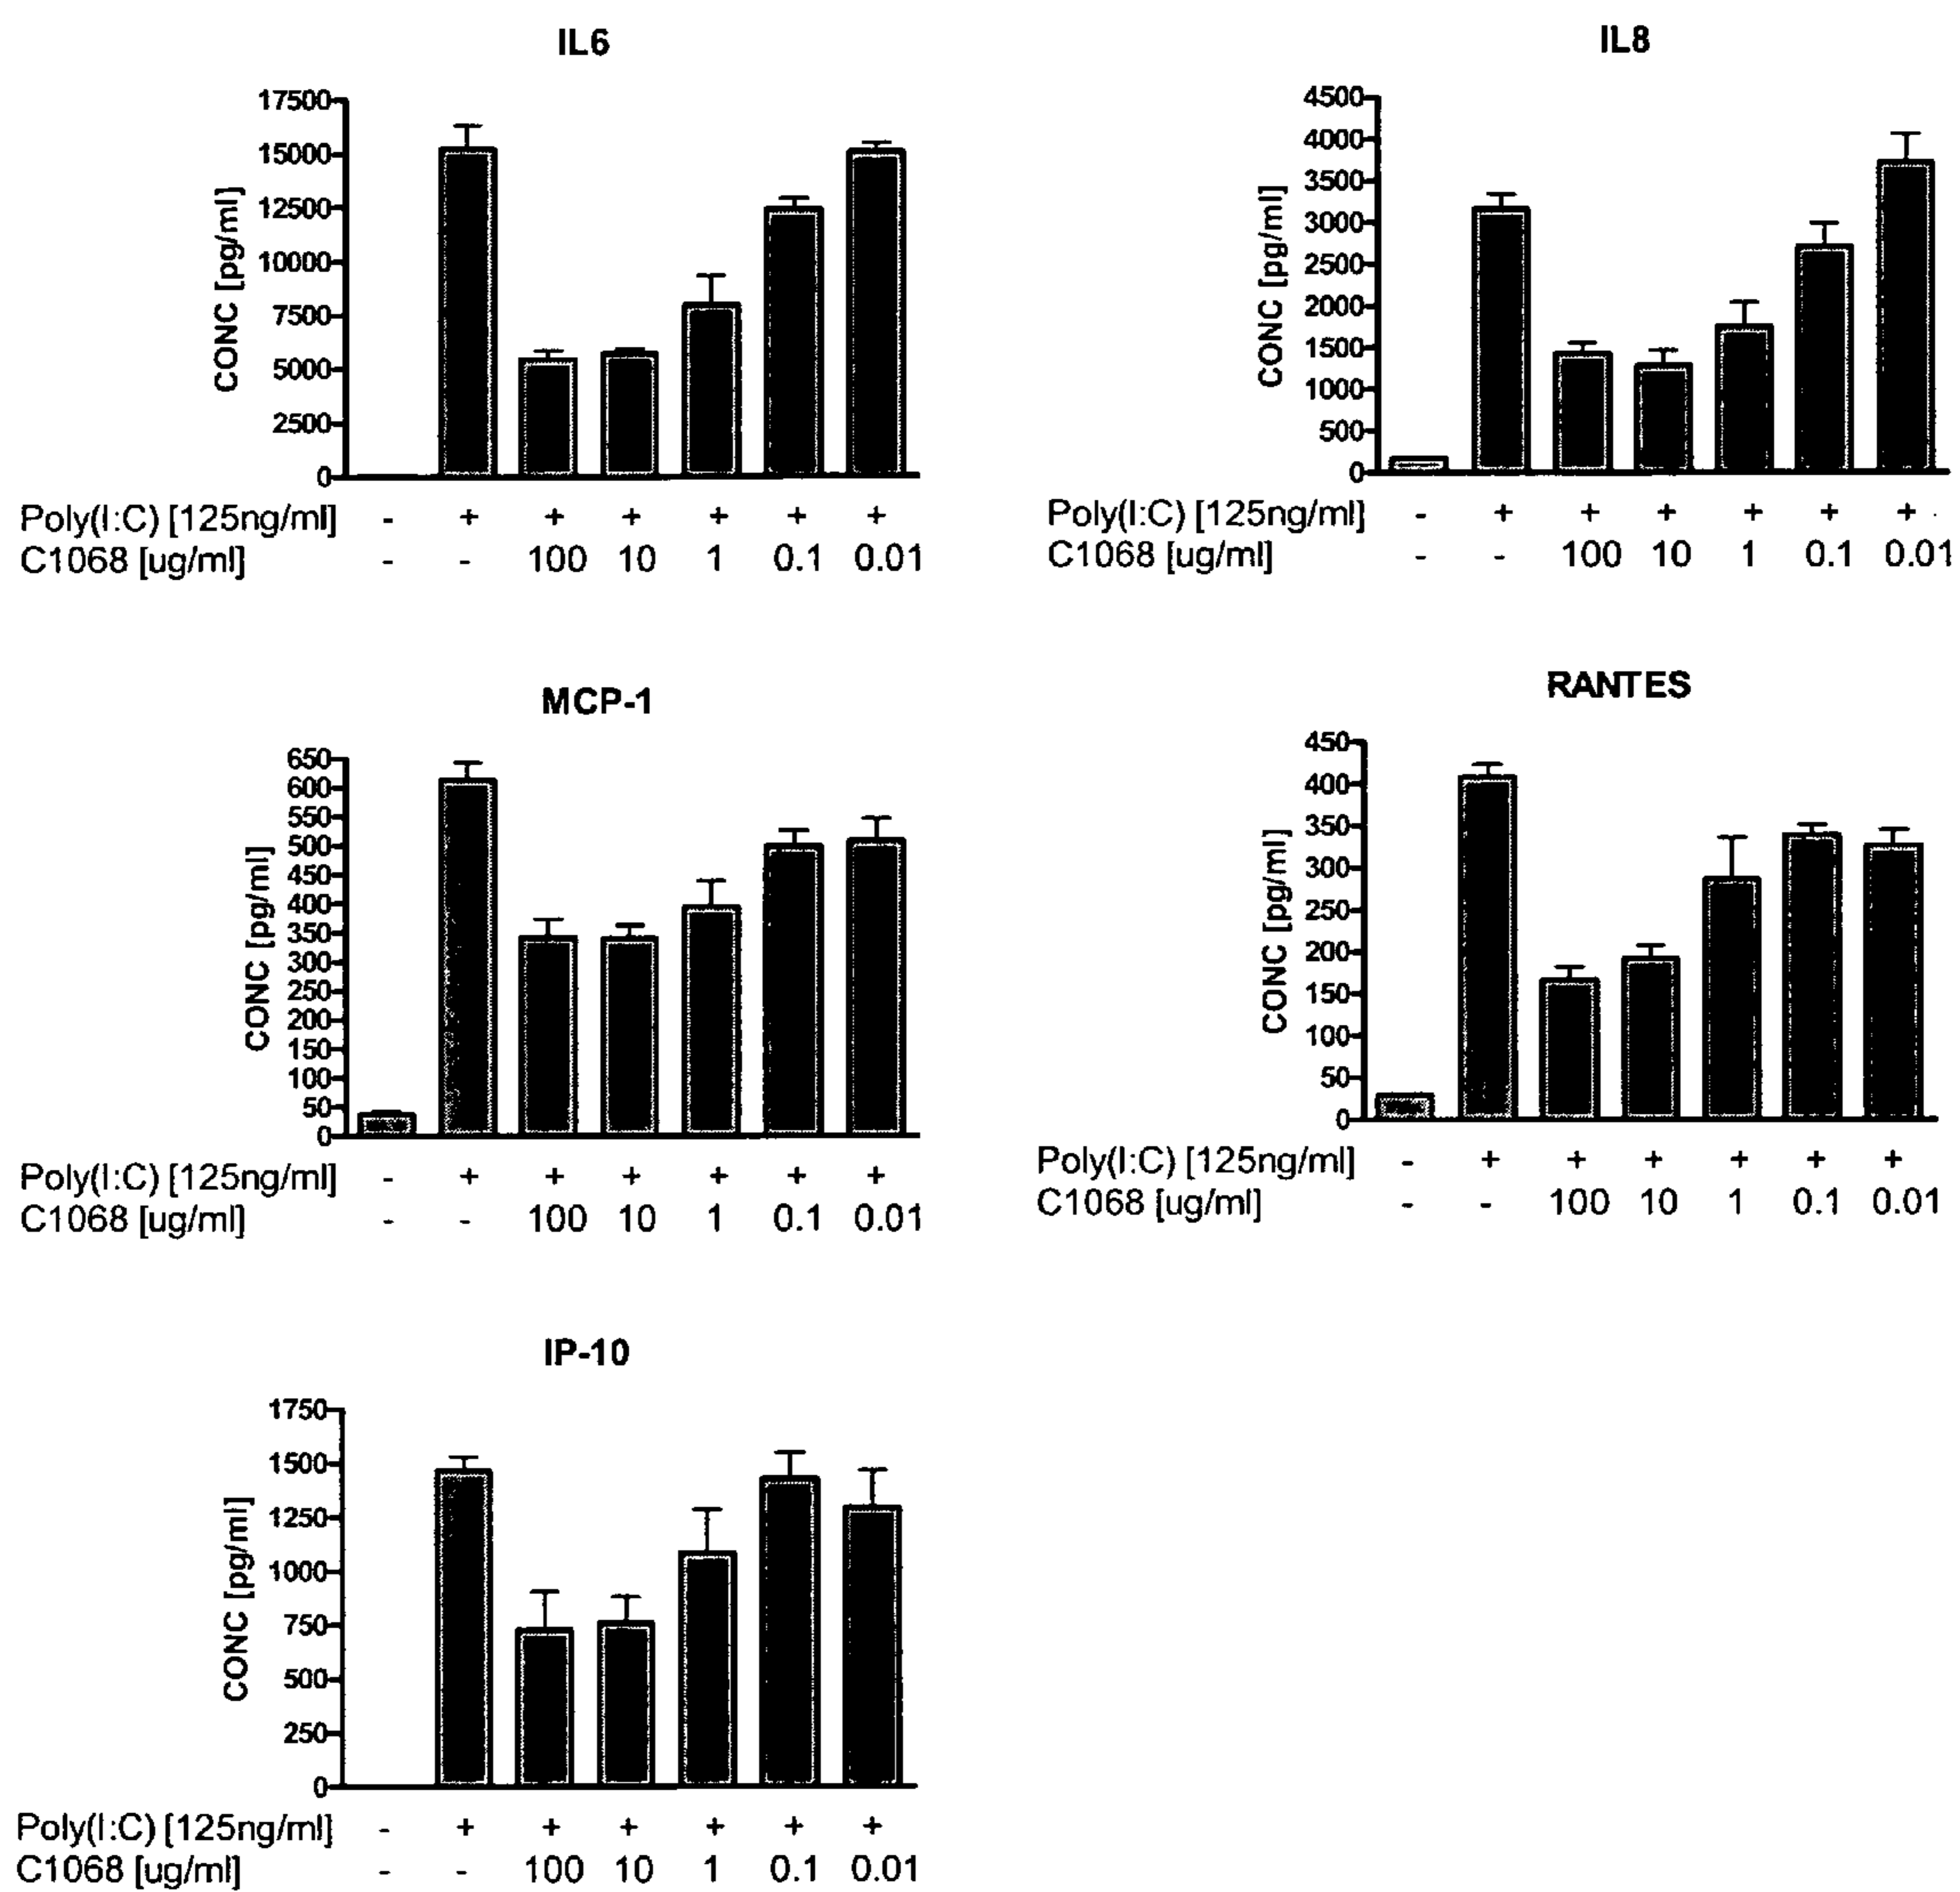 IL6
CONC [pg/ml]
17500
15000
12500
10000
7500
5000
2500
0
Poly(I:C) [125ng/ml] - + + + + + +
C1068 [ug/ml] - - 100 10 1 0.1 0.01
IL8
CONC [pg/ml]
4500
4000
3500
3000
2500
2000
1500
1000
500
0
Poly(I:C) [125ng/ml] - + + + + + +
C1068 [ug/ml] - - 100 10 1 0.1 0.01
MCP-1
CONC [pg/ml]
650
600
550
500
450
400
350
300
250
200
150
100
50
0
Poly(I:C) [125ng/ml] - + + + + + +
C1068 [ug/ml] - - 100 10 1 0.1 0.01
RANTES
CONC [pg/ml]
450
400
350
300
250
200
150
100
50
0
Poly(I:C) [125ng/ml] - + + + + + +
C1068 [ug/ml] - - 100 10 1 0.1 0.01
IP-10
CONC [pg/ml]
1750
1500
1250
1000
750
500
250
0
Poly(I:C) [125ng/ml] - + + + + + +
C1068 [ug/ml] - - 100 10 1 0.1 0.01